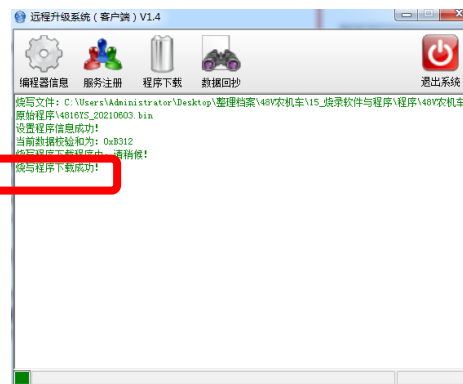 远程升级系统(客户端)V1.4
编程器信息 服务注册 程序下载 数据回抄 退出系统
烧写文件: C:\Users\Administrator\Desktop\整理档案\48V农机车\15_烧录软件与程序\程序\48V农机车
原始程序\4816YS_20210603.bin
设置程序信息成功!
当前数据校验和为: 0xB312
烧写程序下载程序中,请稍候!
烧写程序下载成功!